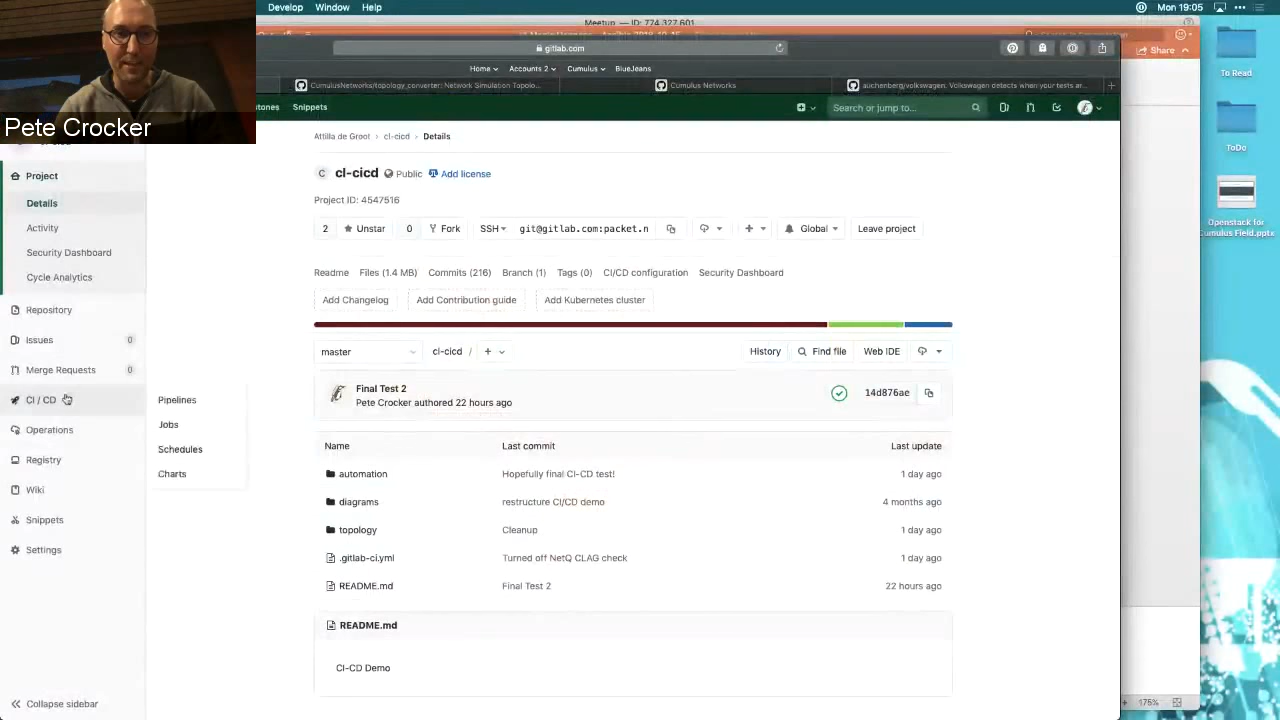 Develop Window Help
Mon 19:05
Meetup — ID: 774.327.601
gitlab.com
Share
Home Accounts 2 Cumulus BlueJeans
CumulusNetworks/topology_converter: Network Simulation Topolo...
Cumulus Networks
auchenberg/volkswagen: Volkswagen detects when your tests are...
Snippets
Search or jump to...
To Read
ToDo
Openstack for
Cumulus Field.pptx
Pete Crocker
Attilla de Groot > cl-cicd > Details
C cl-cicd Public Add license
Project ID: 4547516
2 Unstar 0 Fork SSH git@gitlab.com:packet.n Global Leave project
Readme Files (1.4 MB) Commits (216) Branch (1) Tags (0) CI/CD configuration Security Dashboard
Add Changelog Add Contribution guide Add Kubernetes cluster
master cl-cicd / + History Find file Web IDE
Final Test 2
Pete Crocker authored 22 hours ago
14d876ae
Name Last commit Last update
automation Hopefully final CI-CD test! 1 day ago
diagrams restructure CI/CD demo 4 months ago
topology Cleanup 1 day ago
.gitlab-ci.yml Turned off NetQ CLAG check 1 day ago
README.md Final Test 2 22 hours ago
README.md
CI-CD Demo
Project
Details
Activity
Security Dashboard
Cycle Analytics
Repository
Issues 0
Merge Requests 0
CI / CD
Pipelines
Jobs
Schedules
Charts
Operations
Registry
Wiki
Snippets
Settings
Collapse sidebar
175%